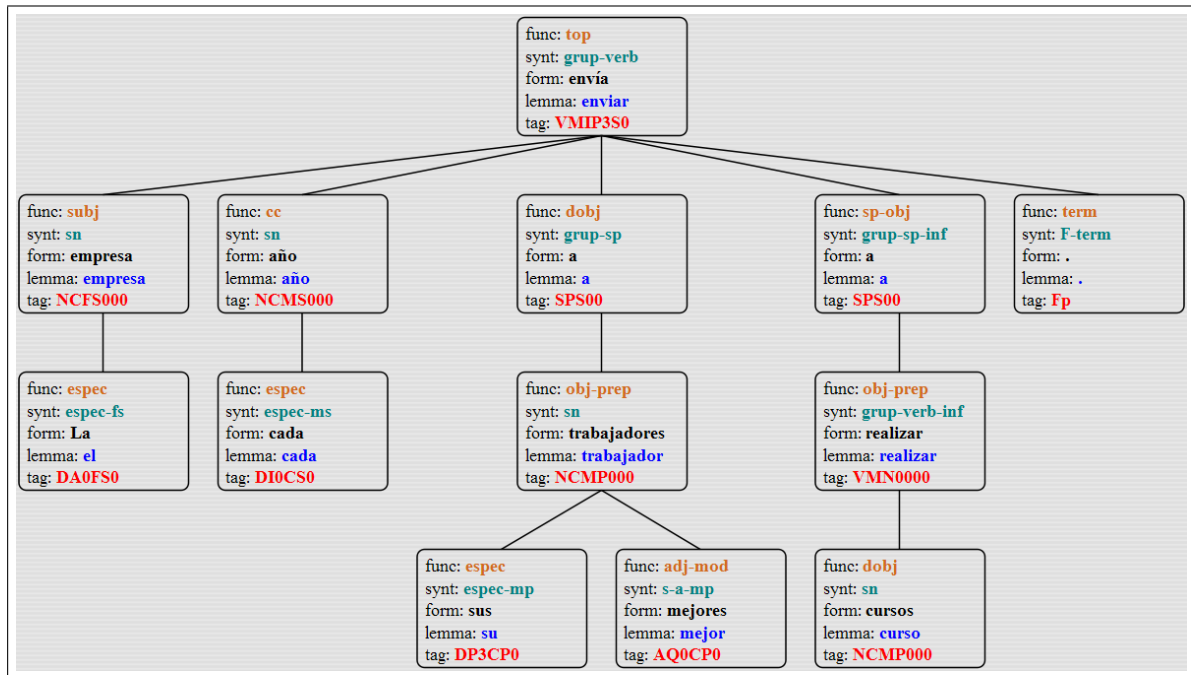 func: top
synt: grup-verb
form: envía
lemma: enviar
tag: VMIP3S0
func: subj
synt: sn
form: empresa
lemma: empresa
tag: NCFS000
func: cc
synt: sn
form: año
lemma: año
tag: NCMS000
func: dobj
synt: grup-sp
form: a
lemma: a
tag: SPS00
func: sp-obj
synt: grup-sp-inf
form: a
lemma: a
tag: SPS00
func: term
synt: F-term
form: .
lemma: .
tag: Fp
func: espec
synt: espec-fs
form: La
lemma: el
tag: DA0FS0
func: espec
synt: espec-ms
form: cada
lemma: cada
tag: DI0CS0
func: obj-prep
synt: sn
form: trabajadores
lemma: trabajador
tag: NCMP000
func: obj-prep
synt: grup-verb-inf
form: realizar
lemma: realizar
tag: VMN0000
func: espec
synt: espec-mp
form: sus
lemma: su
tag: DP3CP0
func: adj-mod
synt: s-a-mp
form: mejores
lemma: mejor
tag: AQ0CP0
func: dobj
synt: sn
form: cursos
lemma: curso
tag: NCMP000